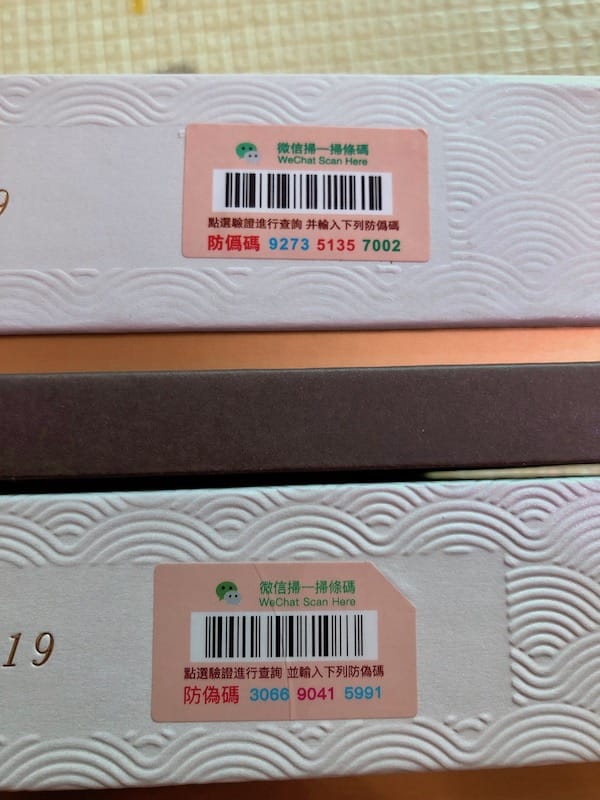 9
微信掃一掃條碼
WeChat Scan Here
點選驗證進行查詢 并輸入下列防偽碼
防僞碼 9273 5135 7002
19
微信掃一掃條碼
WeChat Scan Here
點選驗證進行查詢 並輸入下列防偽碼
防偽碼 3066 9041 5991